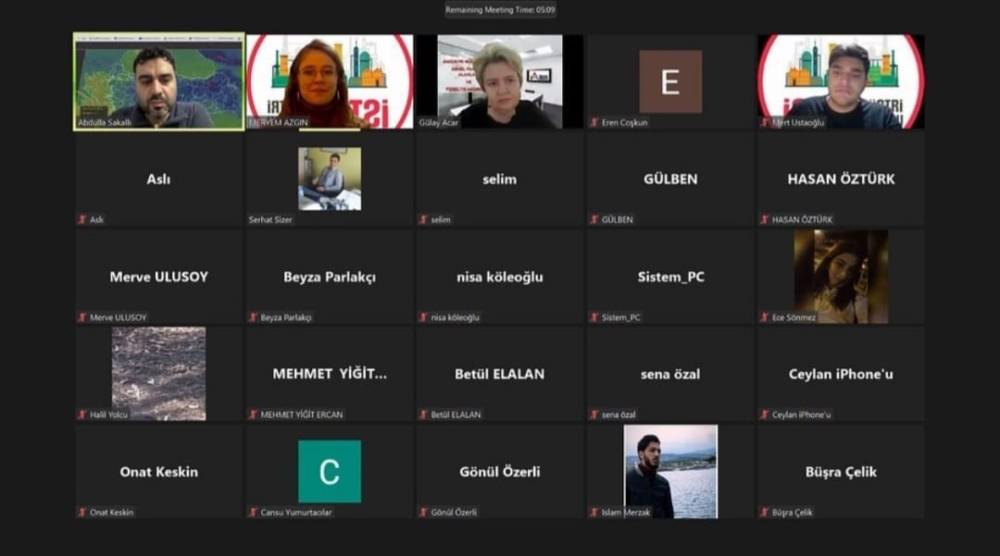 Remaining Meeting Time: 05:09
Abdulla Sakallı
MERYEM AZGIN
Gülay Acar
E
Eren Coşkun
Mert Ustaoğlu
Aslı
Aslı
Serhat Sizer
selim
selim
GÜLBEN
GÜLBEN
HASAN ÖZTÜRK
HASAN ÖZTÜRK
Merve ULUSOY
Merve ULUSOY
Beyza Parlakçı
Beyza Parlakçı
nisa köleoğlu
nisa köleoğlu
Sistem_PC
Sistem_PC
Ece Sönmez
Halil Yolcu
MEHMET YİĞİT...
MEHMET YİĞİT ERCAN
Betül ELALAN
Betül ELALAN
sena özal
sena özal
Ceylan iPhone'u
Ceylan iPhone'u
Onat Keskin
Onat Keskin
C
Cansu Yumurtacılar
Gönül Özerli
Gönül Özerli
Islam Merzak
Büşra Çelik
Büşra Çelik